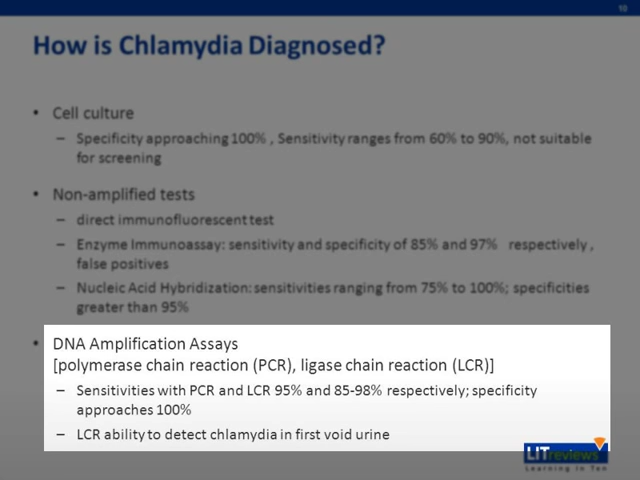 10
How is Chlamydia Diagnosed?
• Cell culture
– Specificity approaching 100% , Sensitivity ranges from 60% to 90%, not suitable
for screening
• Non-amplified tests
– direct immunofluorescent test
– Enzyme Immunoassay: sensitivity and specificity of 85% and 97% respectively ,
false positives
– Nucleic Acid Hybridization: sensitivities ranging from 75% to 100%; specificities
greater than 95%
• DNA Amplification Assays
[polymerase chain reaction (PCR), ligase chain reaction (LCR)]
– Sensitivities with PCR and LCR 95% and 85-98% respectively; specificity
approaches 100%
– LCR ability to detect chlamydia in first void urine
LITreviews
Learning In Ten